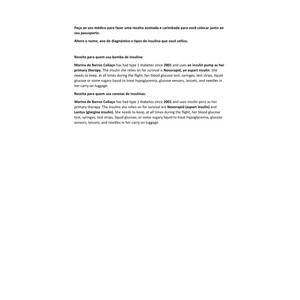 Peça ao seu médico para fazer uma receita assinada e carimbada para você colocar junto ao
seu passaporte.
Altere o nome, ano de diagnóstico e tipos de insulina que você utiliza.
Receita para quem usa bomba de insulina:
Marina de Barros Collaço has had type 1 diabetes since 2001 and uses an insulin pump as her
primary therapy. The insulin she relies on for survival is Novorapid, an aspart insulin. She
needs to keep, at all times during the flight, her blood glucose test, syringes, test strips, liquid
glucose or some sugary liquid to treat hypoglycemia, glucose sensors, lancets, and needles in
her carry-on luggage.
Receita para quem usa canetas de insulinas:
Marina de Barros Collaço has had type 1 diabetes since 2001 and uses insulin pens as her
primary therapy. The insulins she relies on for survival are Novorapid (aspart insulin) and
Lantus (glargine insulin). She needs to keep, at all times during the flight, her blood glucose
test, syringes, test strips, liquid glucose, or some sugary liquid to treat hypoglycemia, glucose
sensors, lancets, and needles in her carry-on luggage.